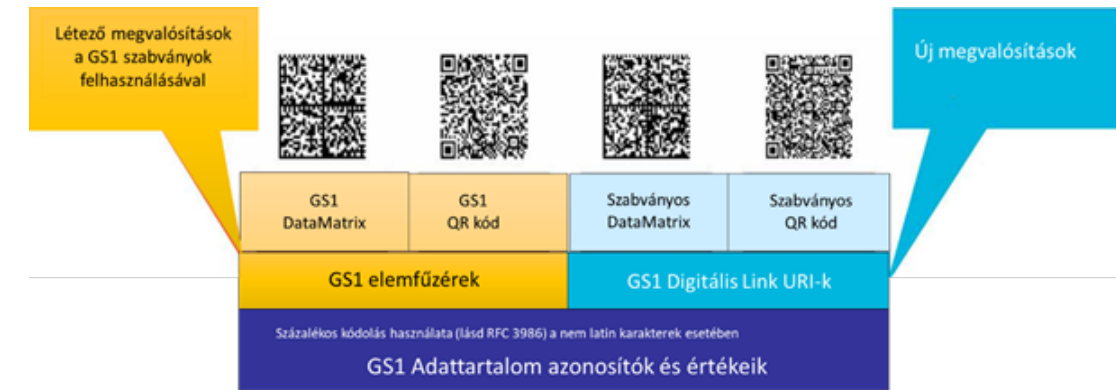 Létező megvalósítások
a GS1 szabványok
felhasználásával
Új megvalósítások
GS1
DataMatrix
GS1
QR kód
Szabványos
DataMatrix
Szabványos
QR kód
GS1 elemfűzérek
GS1 Digitális Link URI-k
Százalékos kódolás használata (lásd RFC 3986) a nem latin karakterek esetében
GS1 Adattartalom azonosítók és értékeik